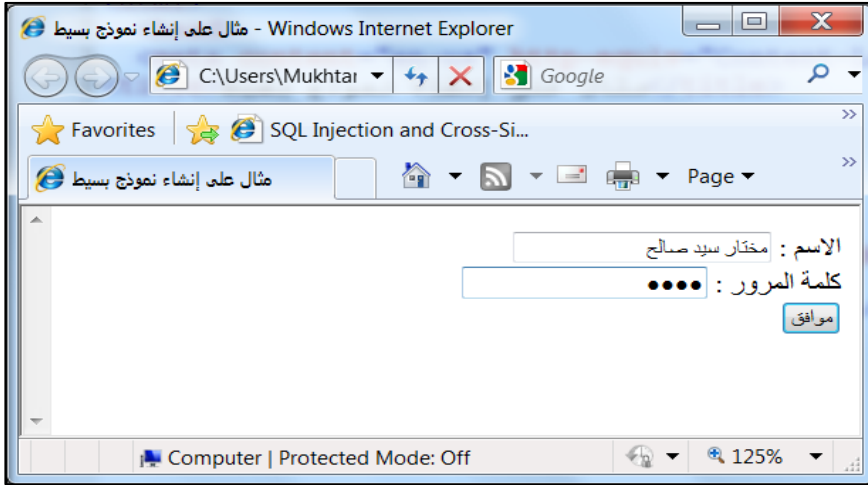 مثال على إنشاء نموذج بسيط - Windows Internet Explorer
C:\Users\Mukhtar
Google
Favorites
SQL Injection and Cross-Si...
مثال على إنشاء نموذج بسيط
Page
الاسم : مختار سيد صالح
كلمة المرور : ●●●●
موافق
Computer | Protected Mode: Off
125%